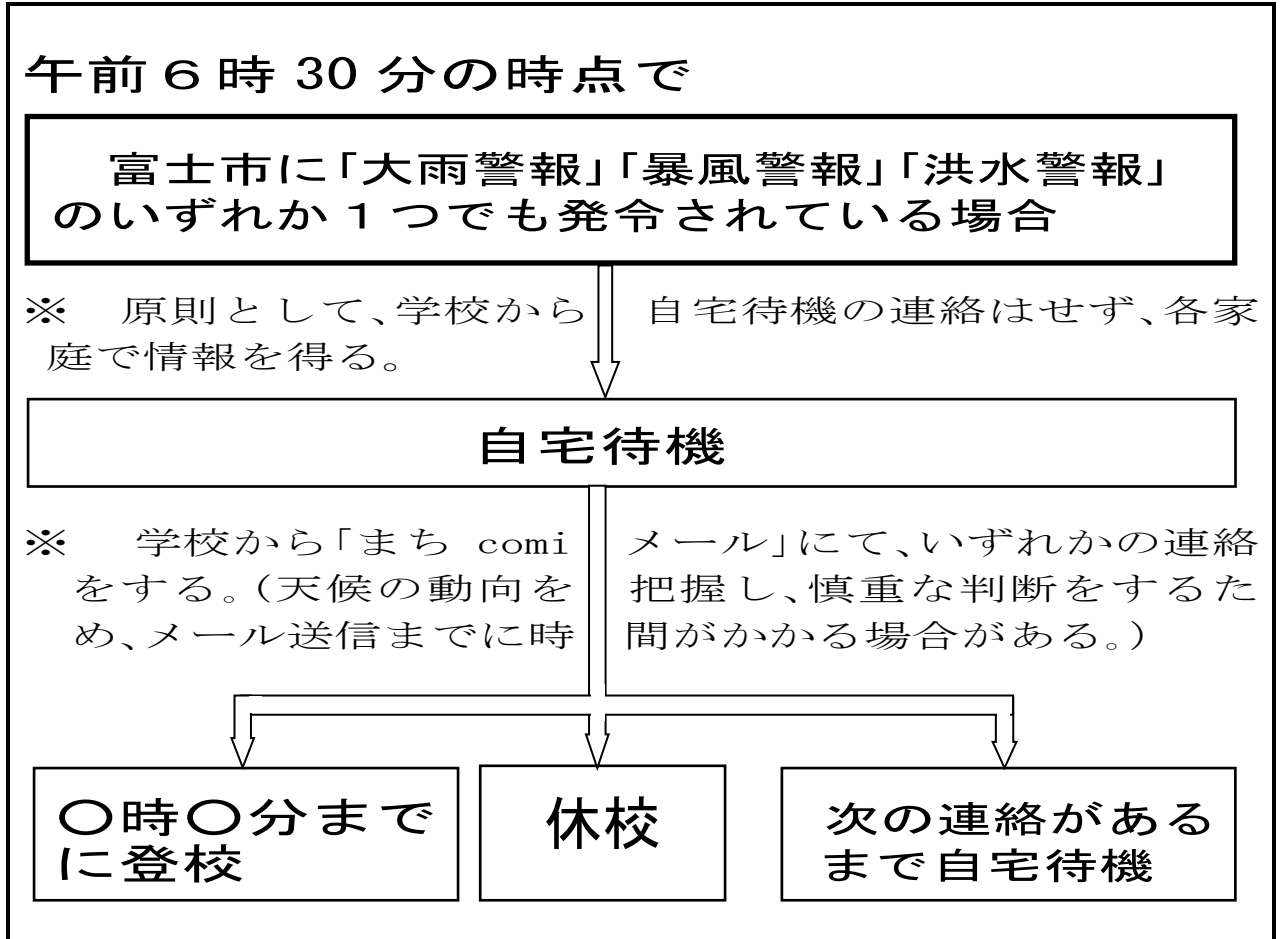 午前６時 30 分の時点で
富士市に「大雨警報」「暴風警報」「洪水警報」
のいずれか１つでも発令されている場合
※　原則として、学校から　自宅待機の連絡はせず、各家
庭で情報を得る。
自宅待機
※　学校から「まち comi　メール」にて、いずれかの連絡
をする。（天候の動向を　把握し、慎重な判断をするた
め、メール送信までに時　間がかかる場合がある。）
〇時〇分まで
に登校
休校
次の連絡がある
まで自宅待機